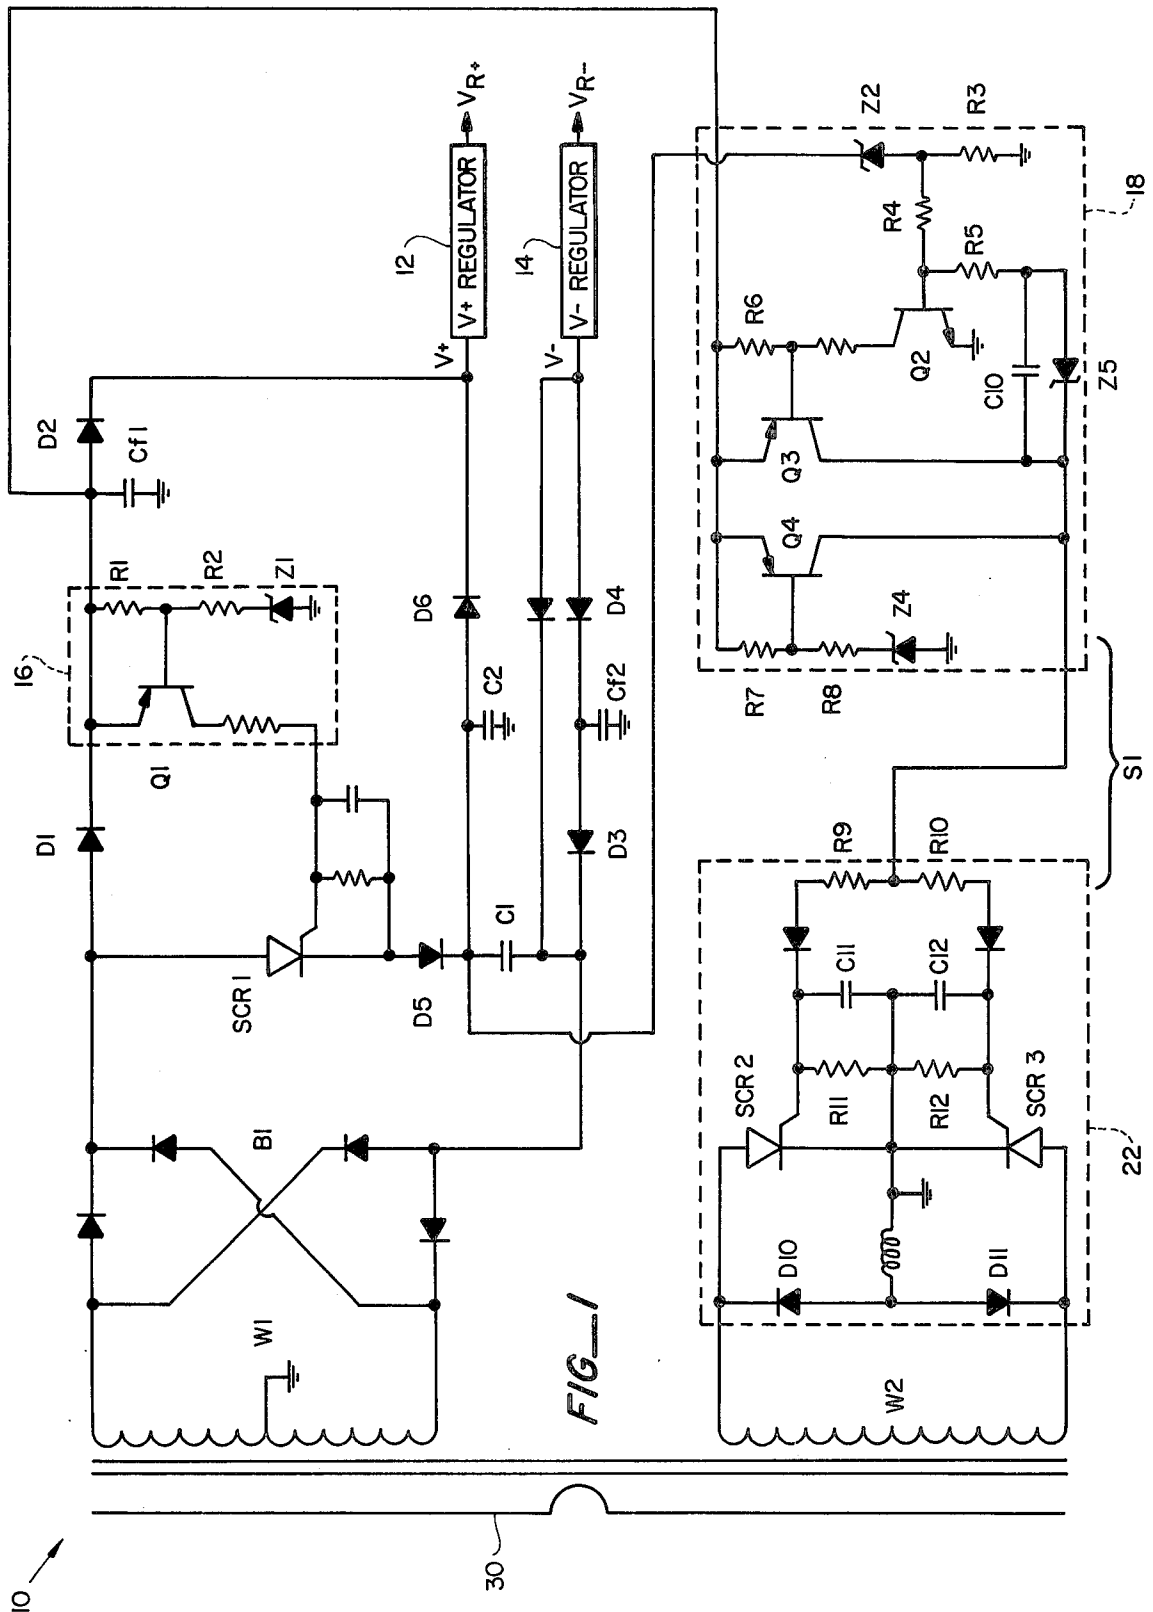 10
30
W1
B1
D1
Q1
16
R1
R2
Z1
D2
Cf1
SCR 1
D5
C1
C2
D6
D3
Cf2
D4
V+
V-
12
V+ REGULATOR
VR+
14
V- REGULATOR
VR-
FIG_1
W2
D10
D11
SCR 2
SCR 3
R11
R12
C11
C12
R9
R10
22
S1
R7
R8
Z4
Q4
Q3
R6
Q2
C10
Z5
R5
R4
Z2
R3
18